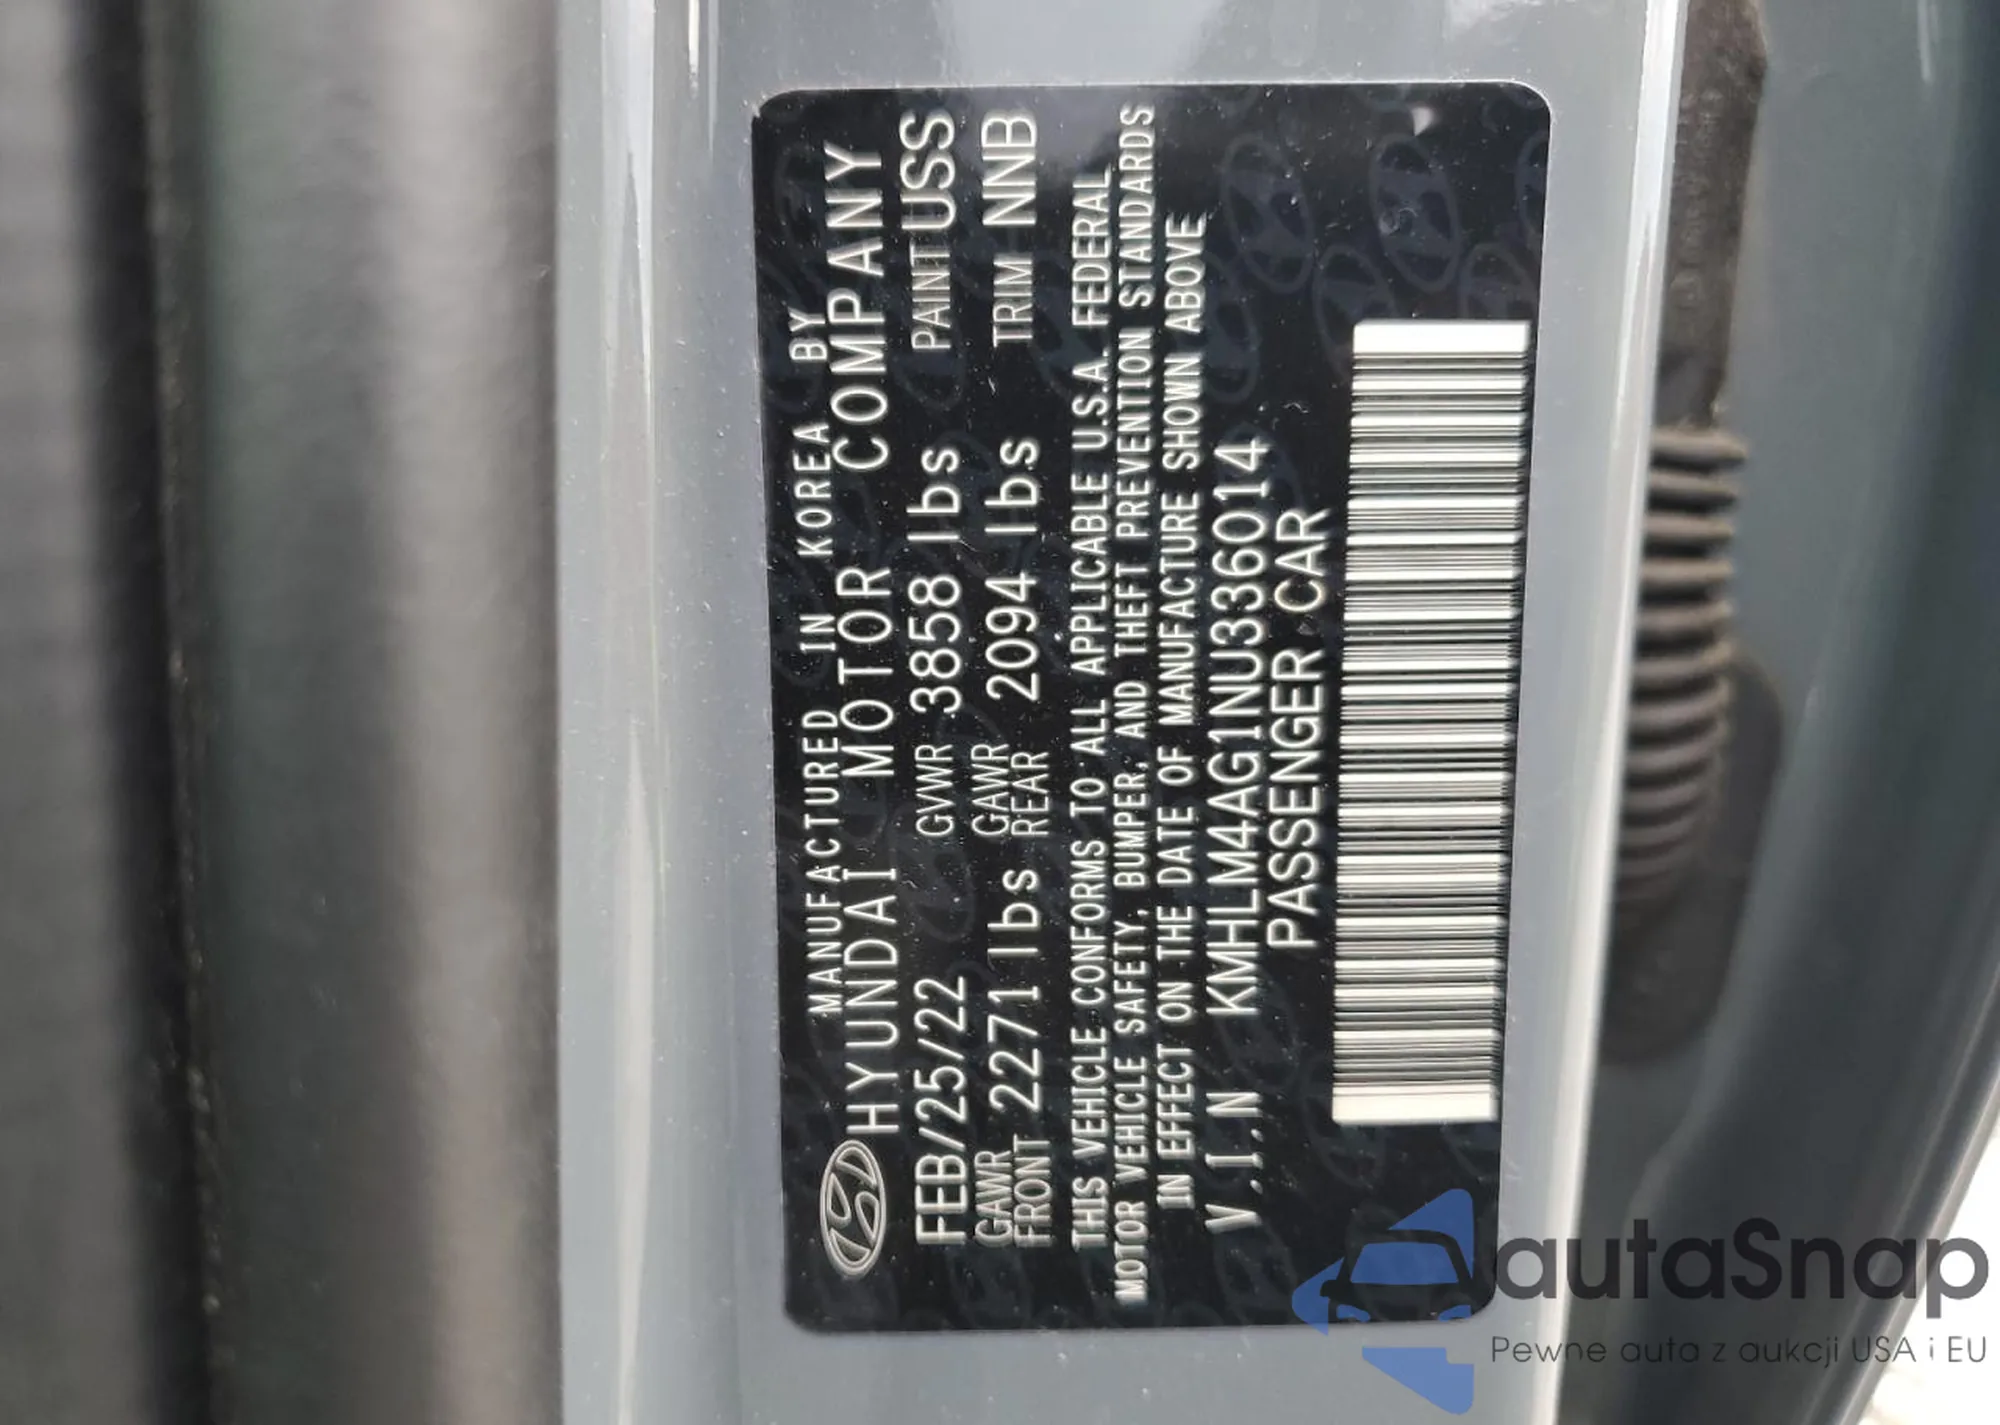 MANUFACTURED IN KOREA BY
HYUNDAI MOTOR COMPANY
FEB/25/22 GVWR 3858 lbs PAINT USS
GAWR FRONT 2271 lbs GAWR REAR 2094 lbs TRIM NNB
THIS VEHICLE CONFORMS TO ALL APPLICABLE U.S.A. FEDERAL
MOTOR VEHICLE SAFETY, BUMPER, AND THEFT PREVENTION STANDARDS
IN EFFECT ON THE DATE OF MANUFACTURE SHOWN ABOVE
V.I.N KMHLM4AG1NU336014
PASSENGER CAR
autaSnap
Pewne auta z aukcji USA i EU